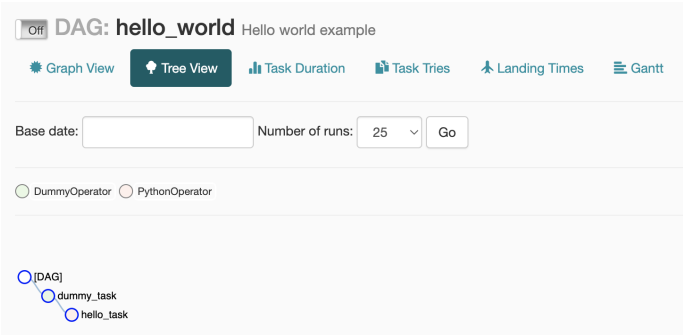 Off DAG: hello_world Hello world example
Graph View Tree View Task Duration Task Tries Landing Times Gantt
Base date: Number of runs: 25 Go
DummyOperator PythonOperator
[DAG]
dummy_task
hello_task